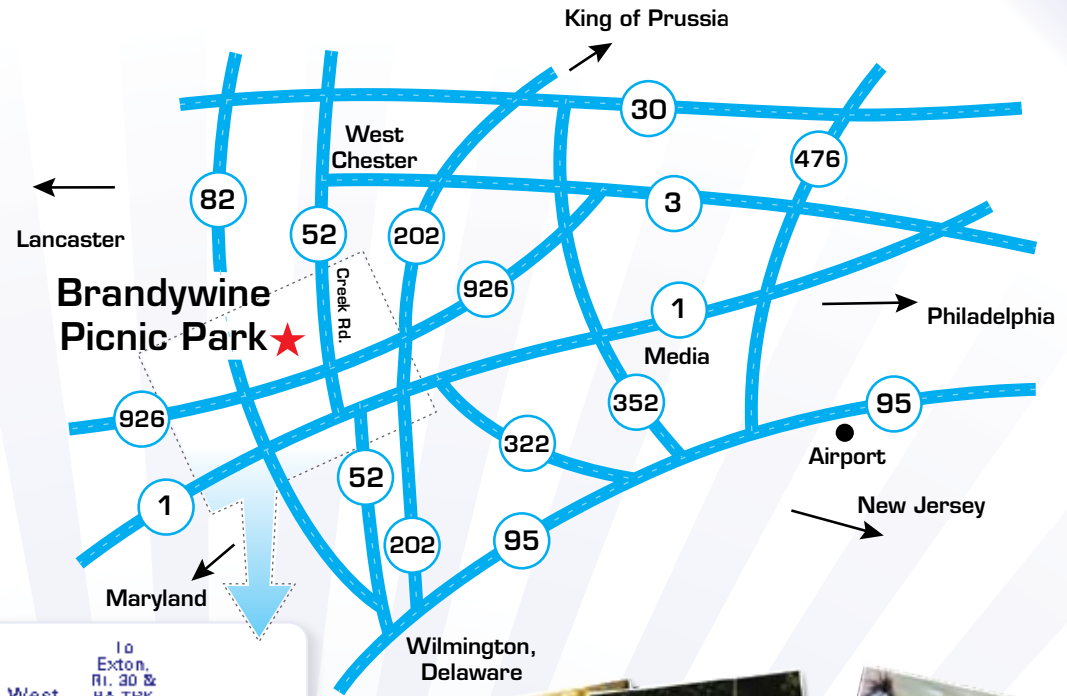 King of Prussia
30
West
Chester
476
82
3
52
202
Lancaster
Creek Rd.
926
Brandywine
Picnic Park
1
Philadelphia
Media
926
352
95
322
Airport
52
1
New Jersey
202
95
Maryland
Wilmington,
Delaware
To
Exton,
Rt. 30 &
West